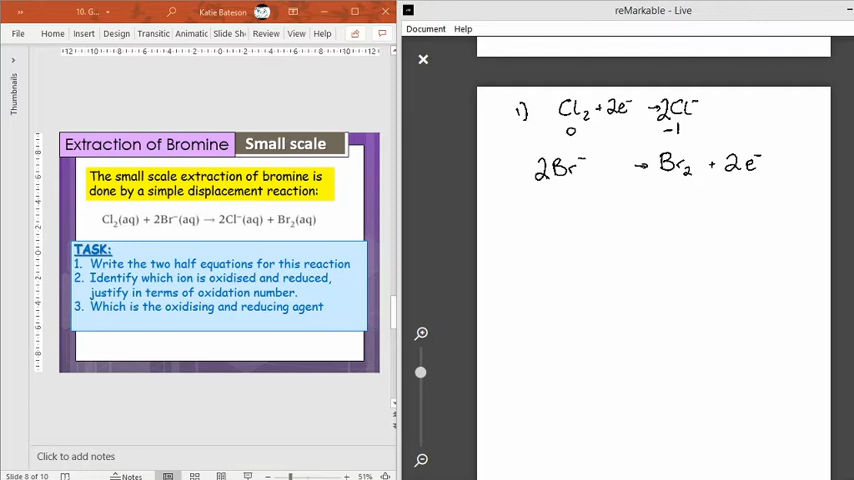 10. G...
Katie Bateson
File Home Insert Design Transitic Animatic Slide Sh Review View Help
Thumbnails
Extraction of Bromine Small scale
The small scale extraction of bromine is
done by a simple displacement reaction:
Cl₂(aq) + 2Br⁻(aq) → 2Cl⁻(aq) + Br₂(aq)
TASK:
1. Write the two half equations for this reaction
2. Identify which ion is oxidised and reduced,
justify in terms of oxidation number.
3. Which is the oxidising and reducing agent
Click to add notes
Slide 8 of 10 Notes 51%
reMarkable - Live
Document Help
1) Cl₂ + 2e⁻ → 2Cl⁻
0 -1
2Br⁻ → Br₂ + 2e⁻